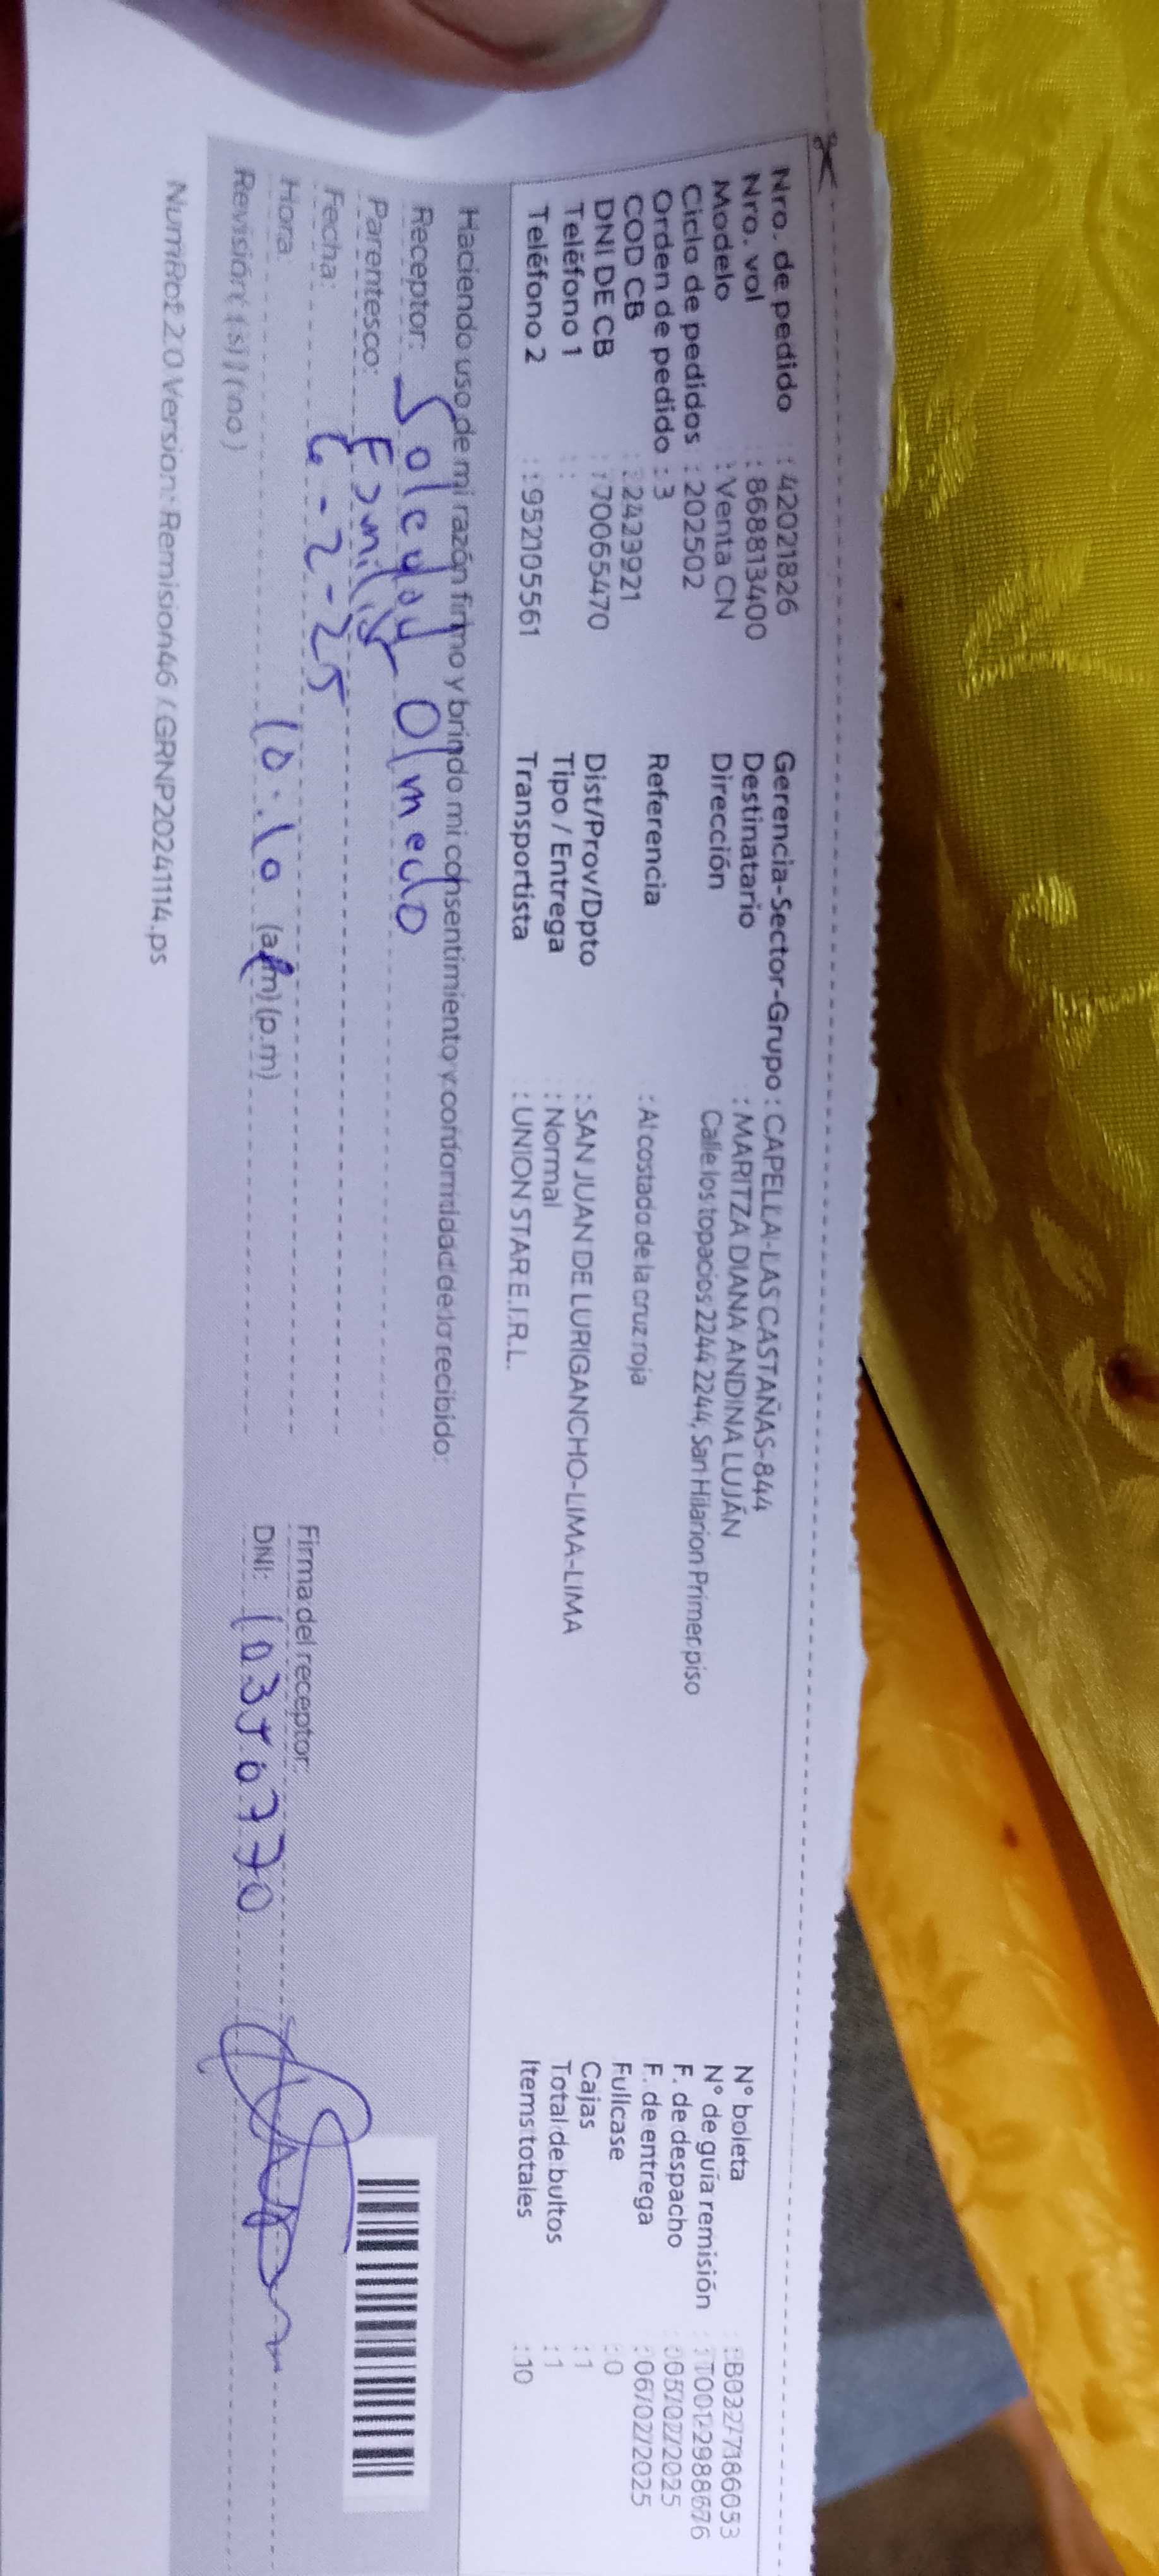 Nro. de pedido : 42021826
Nro. vol : 868813400
Modelo : Venta CN
Ciclo de pedidos : 202502
Orden de pedido : 3
COD CB : 2423921
DNI DE CB : 70065470
Teléfono 1 :
Teléfono 2 : 952105561
Gerencia-Sector-Grupo : CAPELLA-LAS CASTAÑAS-844
Destinatario : MARITZA DIANA ANDINA LUJÁN
Dirección Calle los topacios 2244 2244, San Hilarion Primer piso
Referencia : Al costado de la cruz roja
Dist/Prov/Dpto : SAN JUAN DE LURIGANCHO-LIMA-LIMA
Tipo / Entrega : Normal
Transportista : UNION STAR E.I.R.L.
N° boleta : B022-7186053
N° de guía remisión : T001-2988676
F. de despacho : 05/02/2025
F. de entrega : 06/02/2025
Fullcase : 0
Cajas : 1
Total de bultos : 1
Items totales : 10
Haciendo uso de mi razón firmo y brindo mi consentimiento y conformidad de lo recibido:
Receptor: Soledad Olmedo
Parentesco: Familiar
Fecha: 6-2-25
Hora 10:10 (a.m) (p.m)
Revisión (si) (no)
Firma del receptor:
DNI: 10350770
NumPot 2.0 Version: Remision46 / GRNP20241114.ps